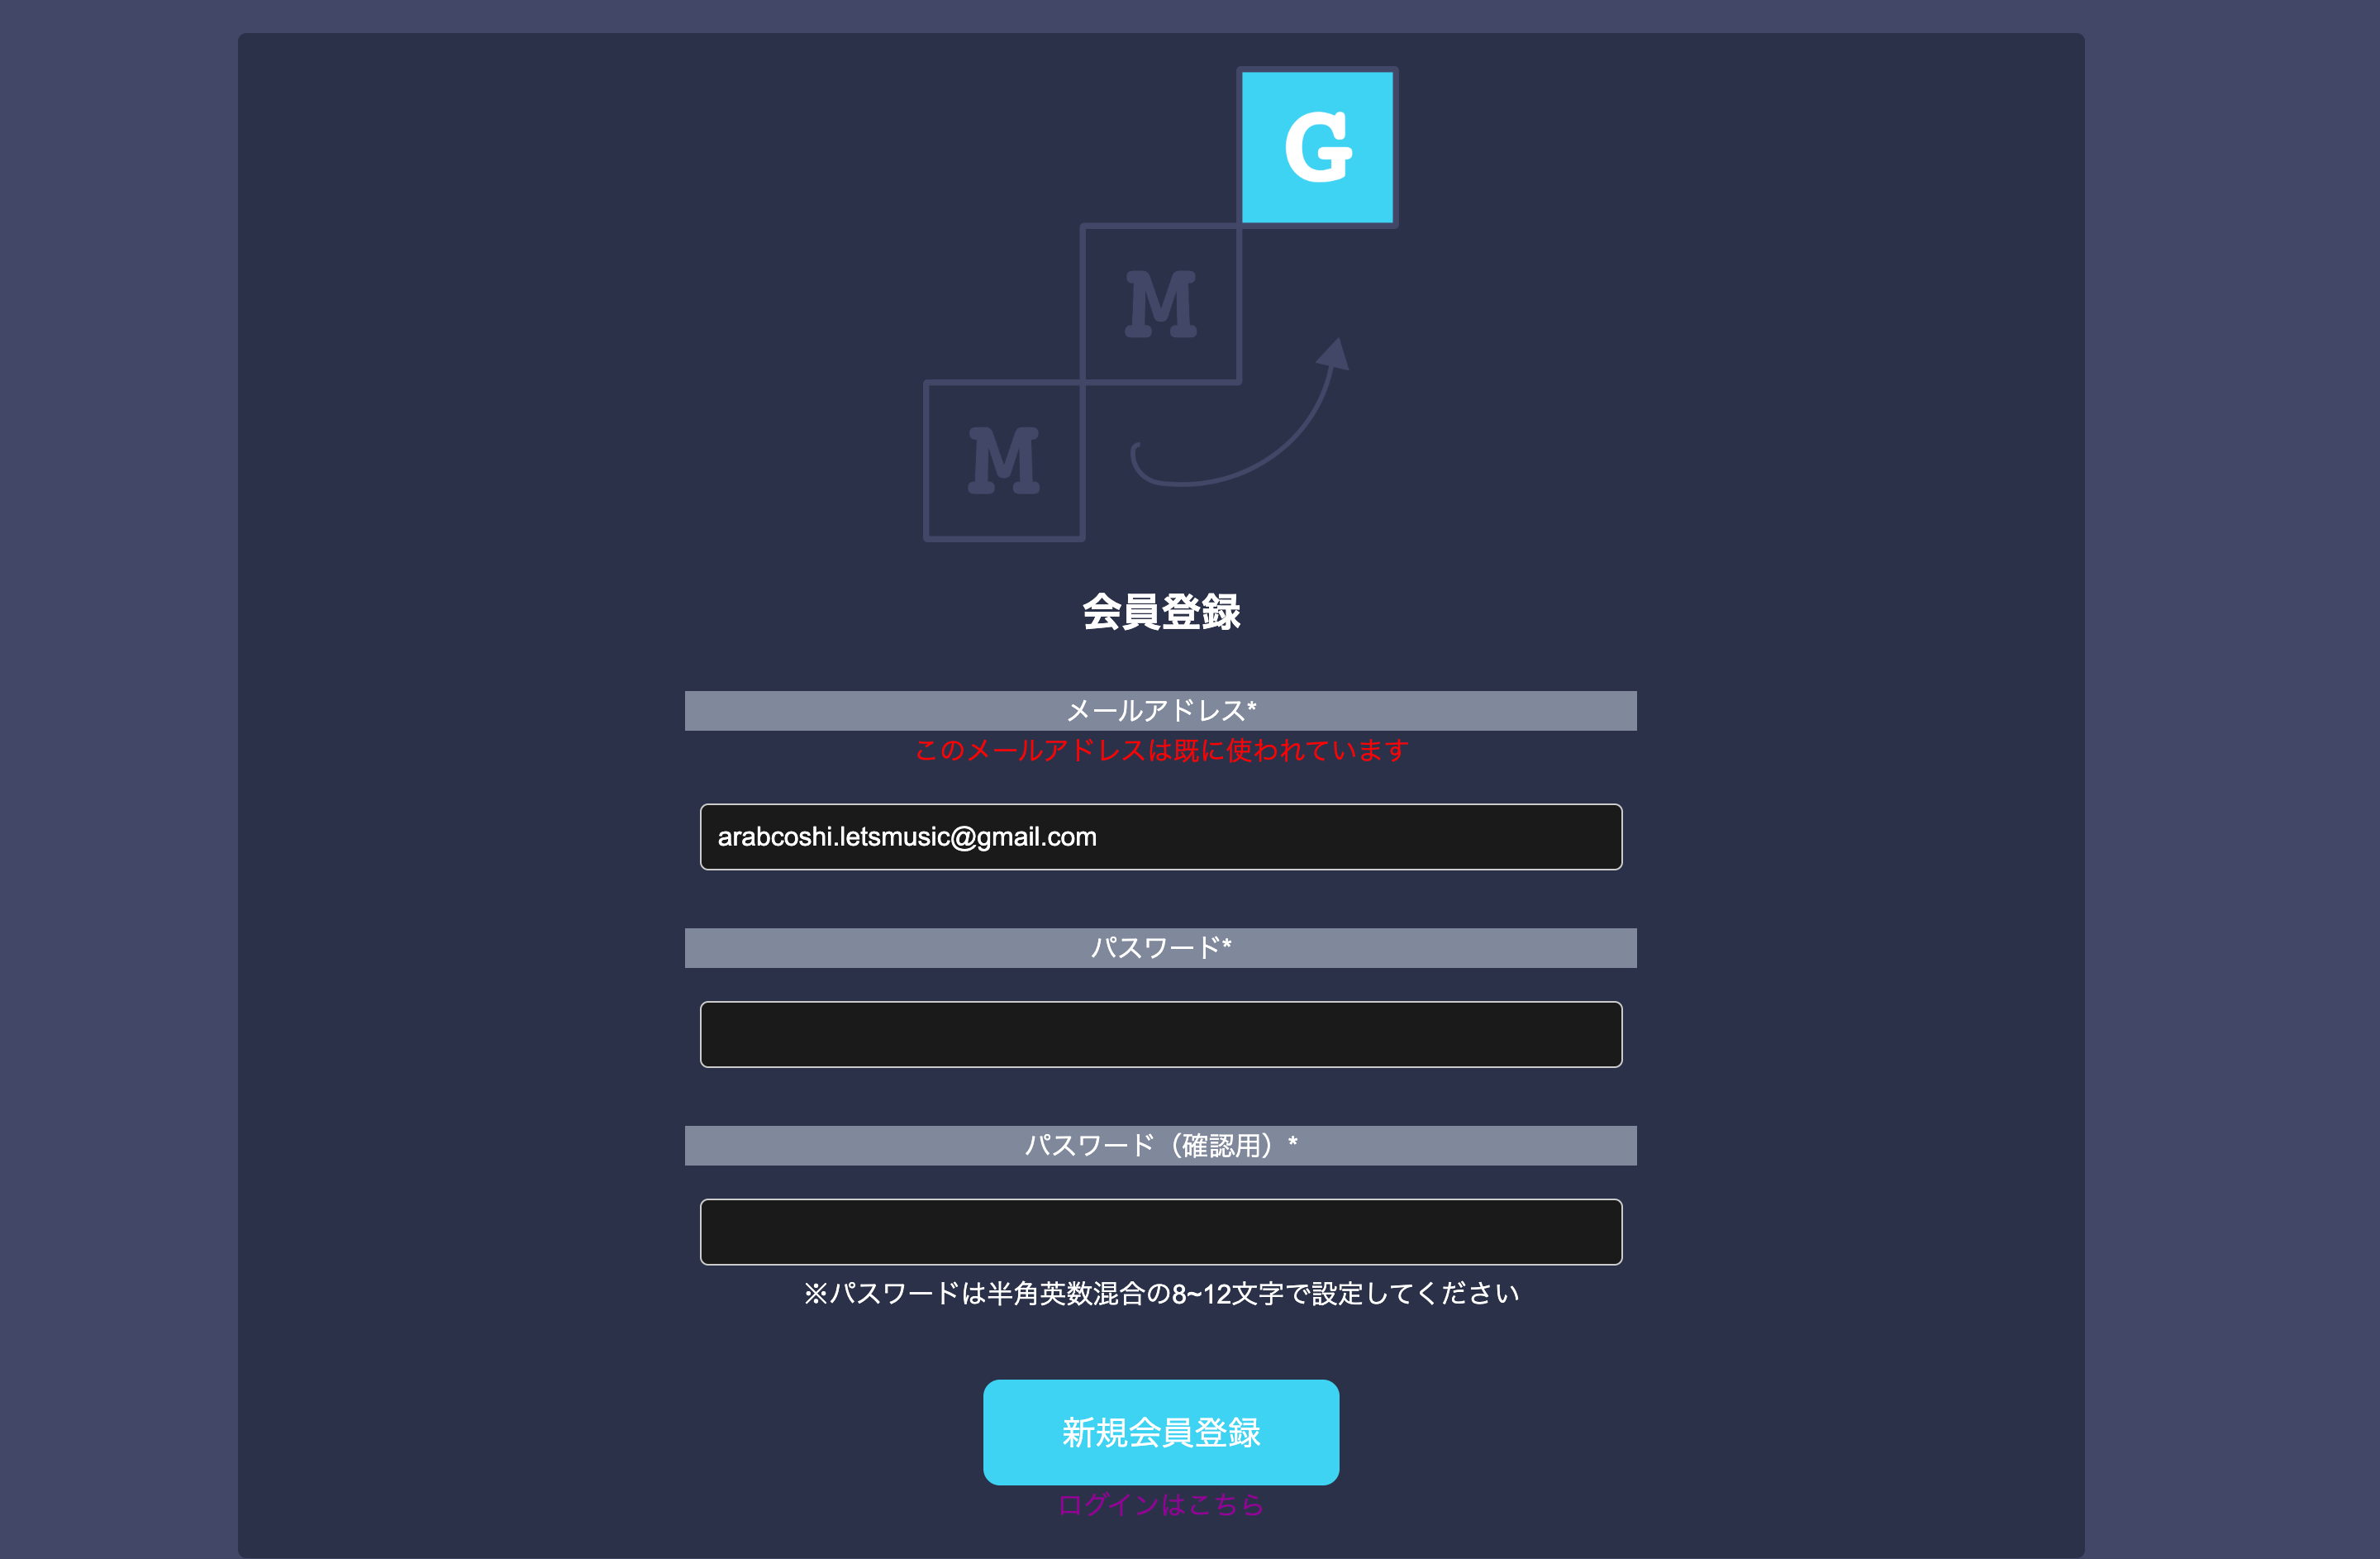 G
M
M
会員登録
メールアドレス*
このメールアドレスは既に使われています
arabcoshi.letsmusic@gmail.com
パスワード*
パスワード（確認用）*
※パスワードは半角英数混合の8~12文字で設定してください
新規会員登録
ログインはこちら